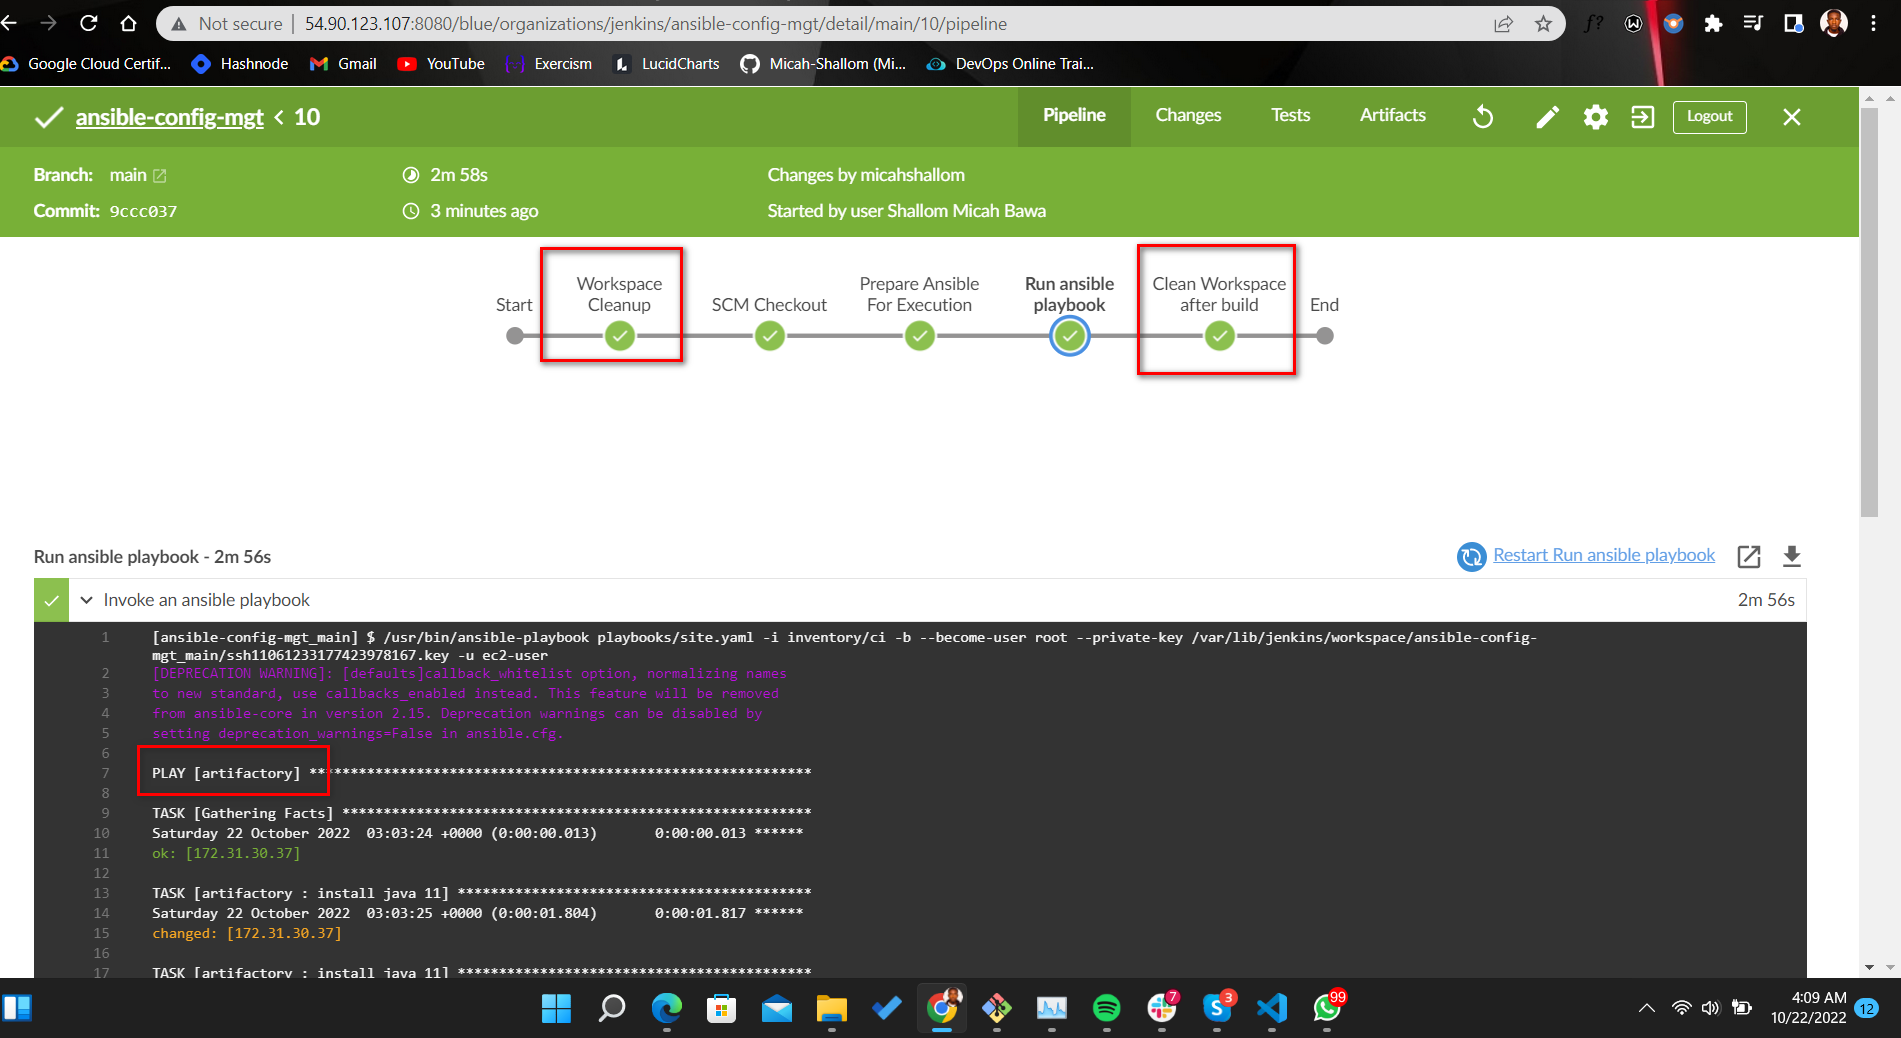 Not secure | 54.90.123.107:8080/blue/organizations/jenkins/ansible-config-mgt/detail/main/10/pipeline
f?
Google Cloud Certif... Hashnode Gmail YouTube Exercism LucidCharts Micah-Shallom (Mi... DevOps Online Trai...
ansible-config-mgt < 10 Pipeline Changes Tests Artifacts Logout
Branch: main 2m 58s Changes by micahshallom
Commit: 9ccc037 3 minutes ago Started by user Shallom Micah Bawa
Start
Workspace
Cleanup
SCM Checkout
Prepare Ansible
For Execution
Run ansible
playbook
Clean Workspace
after build
End
Run ansible playbook - 2m 56s Restart Run ansible playbook
Invoke an ansible playbook 2m 56s
1 [ansible-config-mgt_main] $ /usr/bin/ansible-playbook playbooks/site.yaml -i inventory/ci -b --become-user root --private-key /var/lib/jenkins/workspace/ansible-config-
mgt_main/ssh11061233177423978167.key -u ec2-user
2 [DEPRECATION WARNING]: [defaults]callback_whitelist option, normalizing names
3 to new standard, use callbacks_enabled instead. This feature will be removed
4 from ansible-core in version 2.15. Deprecation warnings can be disabled by
5 setting deprecation_warnings=False in ansible.cfg.
6
7 PLAY [artifactory] *************************************************************
8
9 TASK [Gathering Facts] *********************************************************
10 Saturday 22 October 2022  03:03:24 +0000 (0:00:00.013)       0:00:00.013 ******
11 ok: [172.31.30.37]
12
13 TASK [artifactory : install java 11] *******************************************
14 Saturday 22 October 2022  03:03:25 +0000 (0:00:01.804)       0:00:01.817 ******
15 changed: [172.31.30.37]
16
17 TASK [artifactory : install java 11] *******************************************
7 3 99
4:09 AM
10/22/2022 12